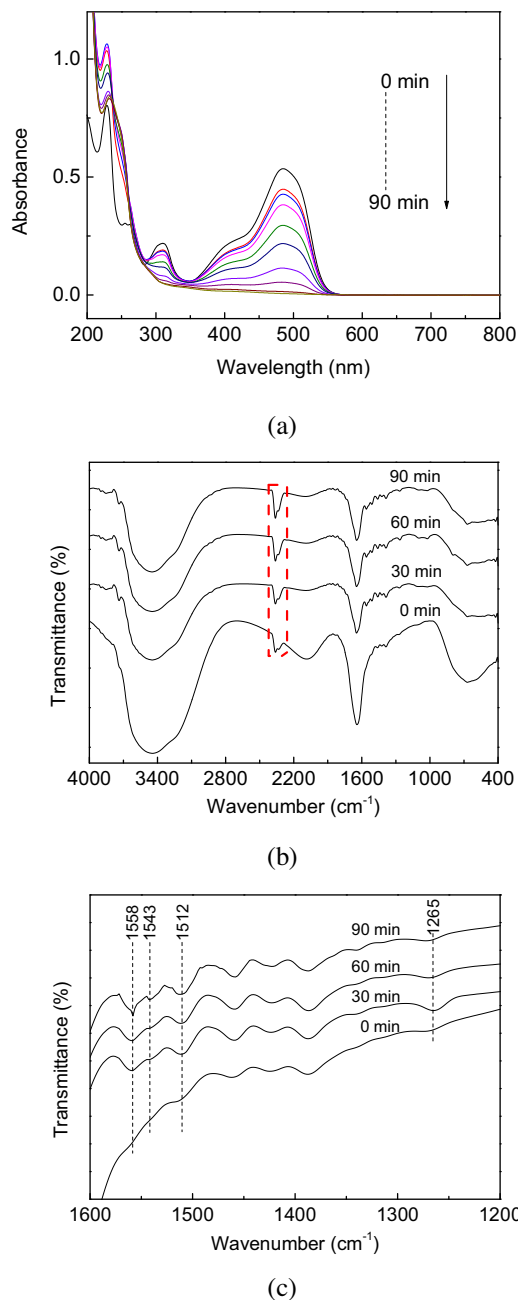 1.0
0.5
0.0
Absorbance
0 min
90 min
200 300 400 500 600 700 800
Wavelength (nm)
(a)
Transmittance (%)
90 min
60 min
30 min
0 min
4000 3400 2800 2200 1600 1000 400
Wavenumber (cm-1)
(b)
Transmittance (%)
1558
1543
1512
1265
90 min
60 min
30 min
0 min
1600 1500 1400 1300 1200
Wavenumber (cm-1)
(c)